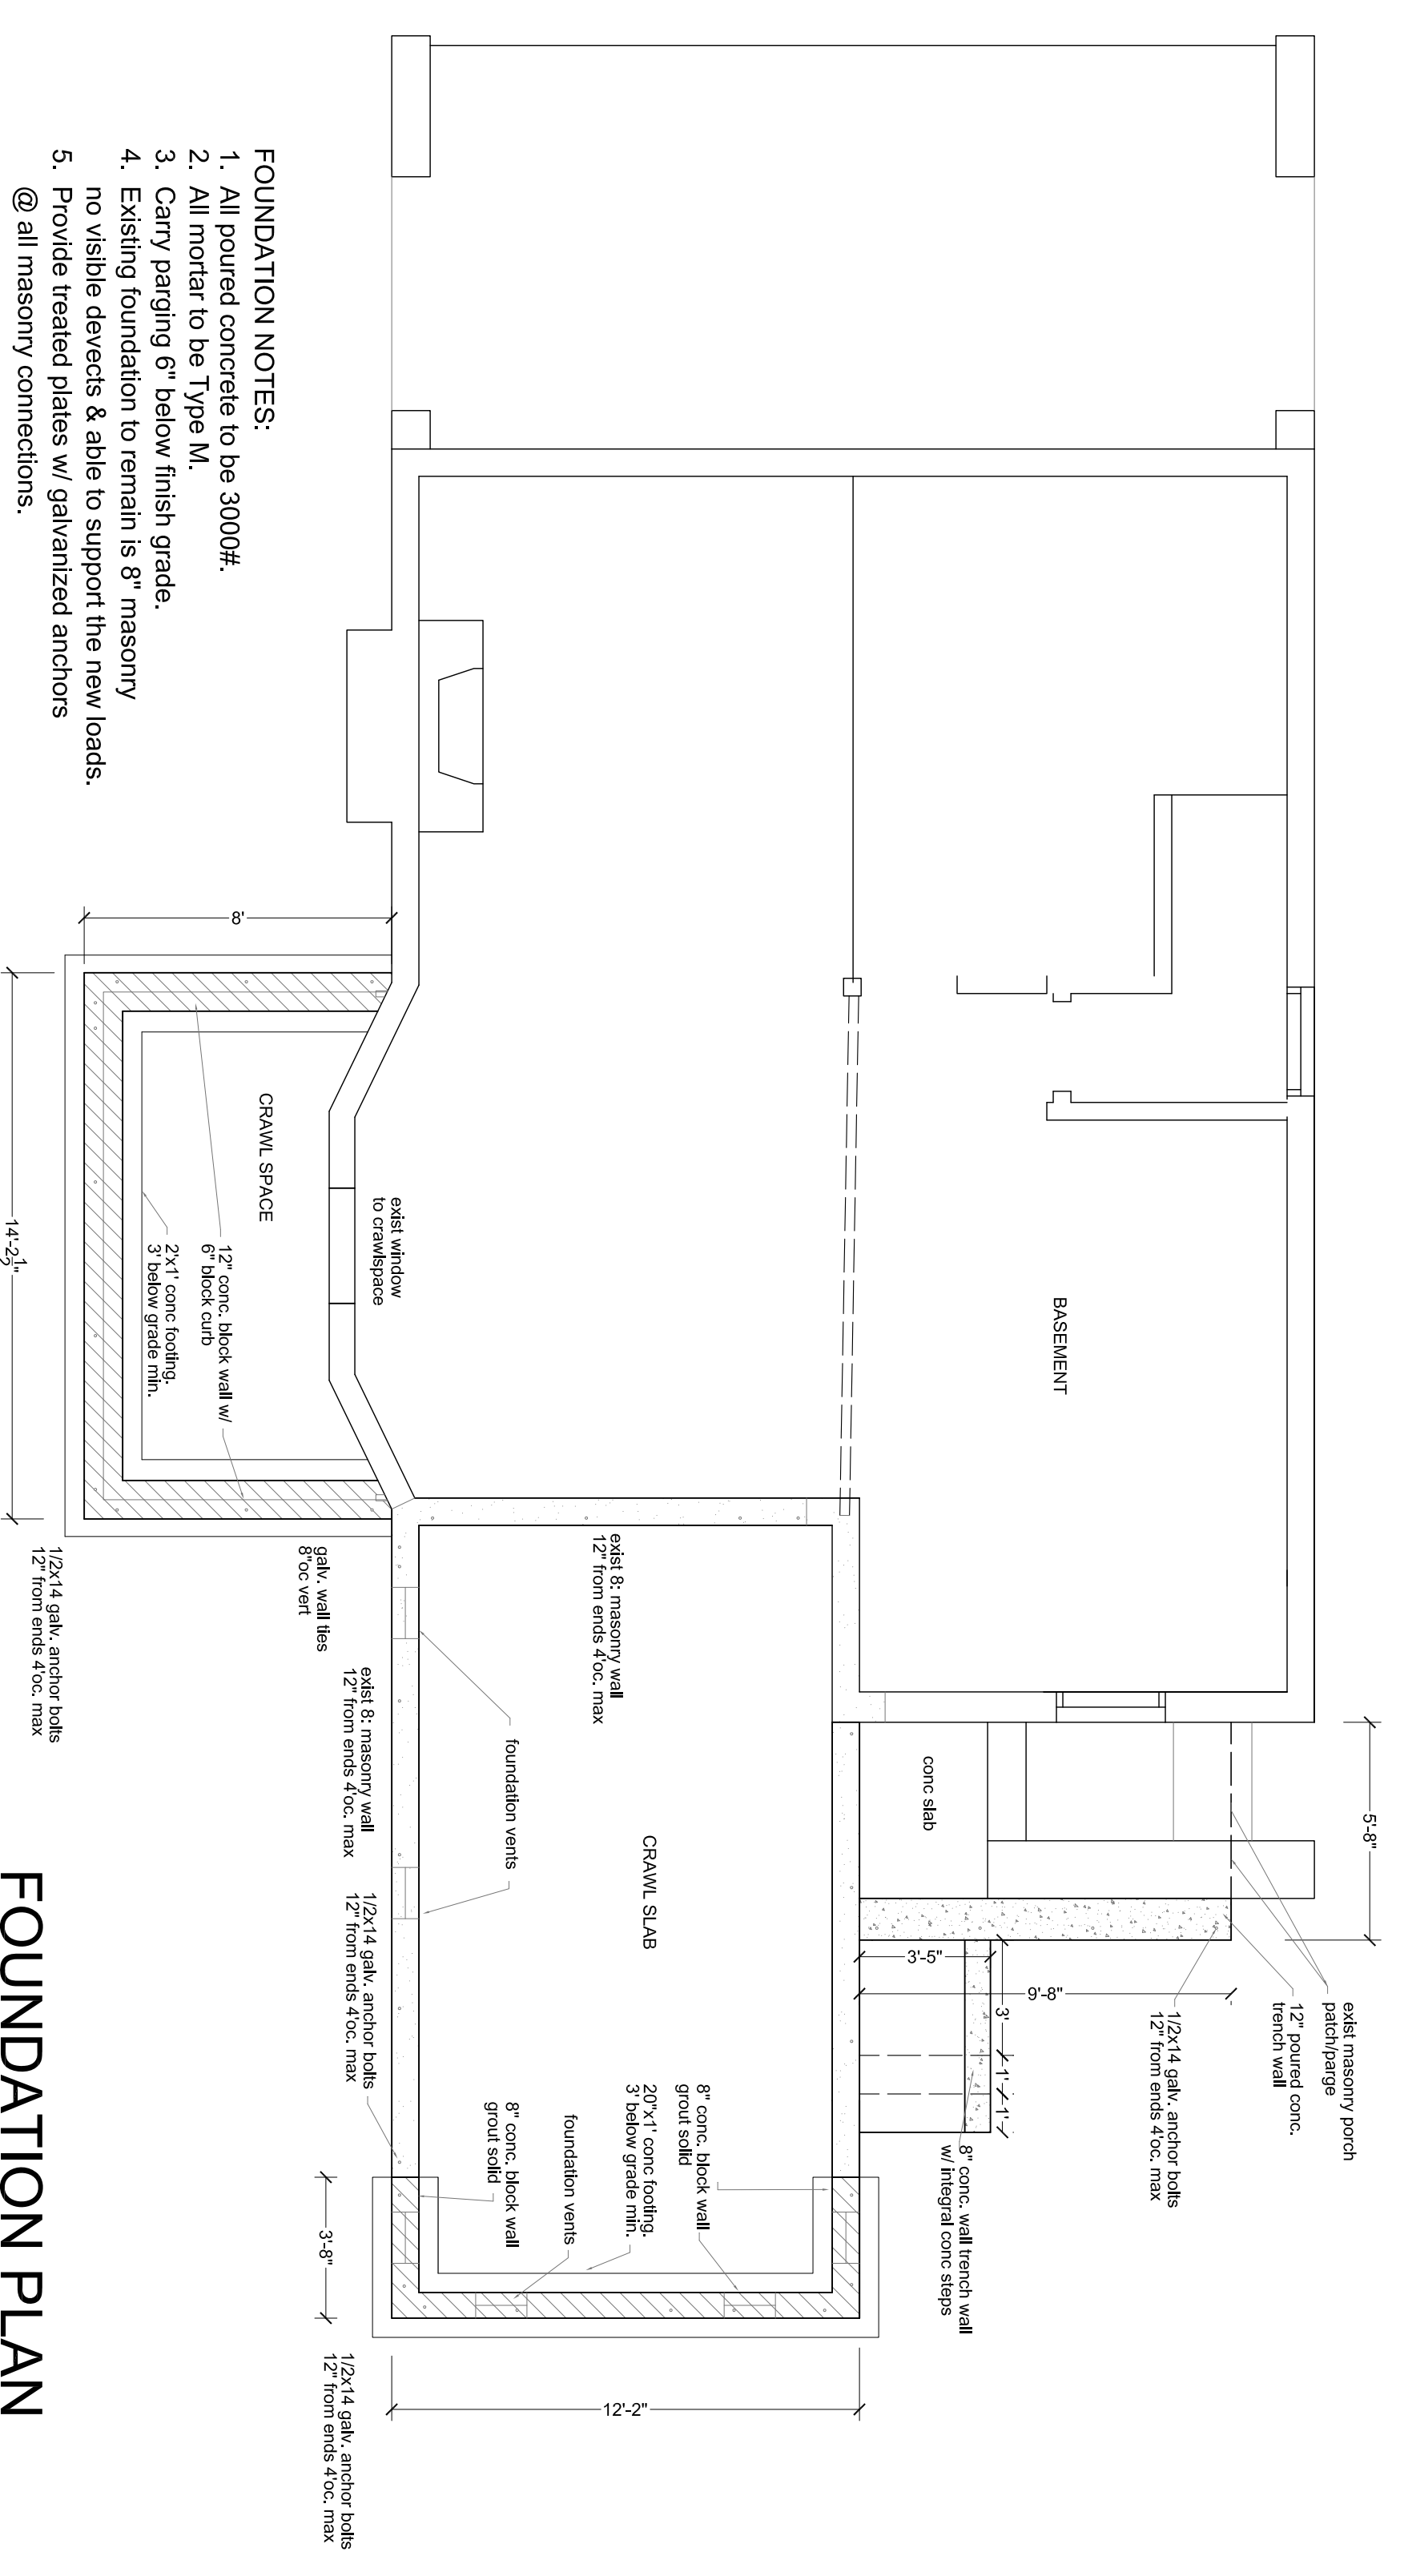 5'-8"
exist masonry porch
patch/parge
12" poured conc.
trench wall
1/2x14 galv. anchor bolts
12" from ends 4'oc. max
BASEMENT
conc slab
3'-5"
9'-8"
3'
1'
1'
8" conc. wall trench wall
w/ integral conc steps
exist 8: masonry wall
12" from ends 4'oc. max
CRAWL SLAB
foundation vents
8" conc. block wall
grout solid
20"x1' conc footing.
3' below grade min.
foundation vents
8" conc. block wall
grout solid
12'-2"
exist window
to crawlspace
8'
CRAWL SPACE
12" conc. block wall w/
6" block curb
2'x1' conc footing.
3' below grade min.
exist 8: masonry wall
12" from ends 4'oc. max
1/2x14 galv. anchor bolts
12" from ends 4'oc. max
3'-8"
1/2x14 galv. anchor bolts
12" from ends 4'oc. max
galv. wall ties
8"oc vert
1/2x14 galv. anchor bolts
12" from ends 4'oc. max
14'-2 1/2"
FOUNDATION NOTES:
1. All poured concrete to be 3000#.
2. All mortar to be Type M.
3. Carry parging 6" below finish grade.
4. Existing foundation to remain is 8" masonry
no visible devects & able to support the new loads.
5. Provide treated plates w/ galvanized anchors
@ all masonry connections.
FOUNDATION PLAN